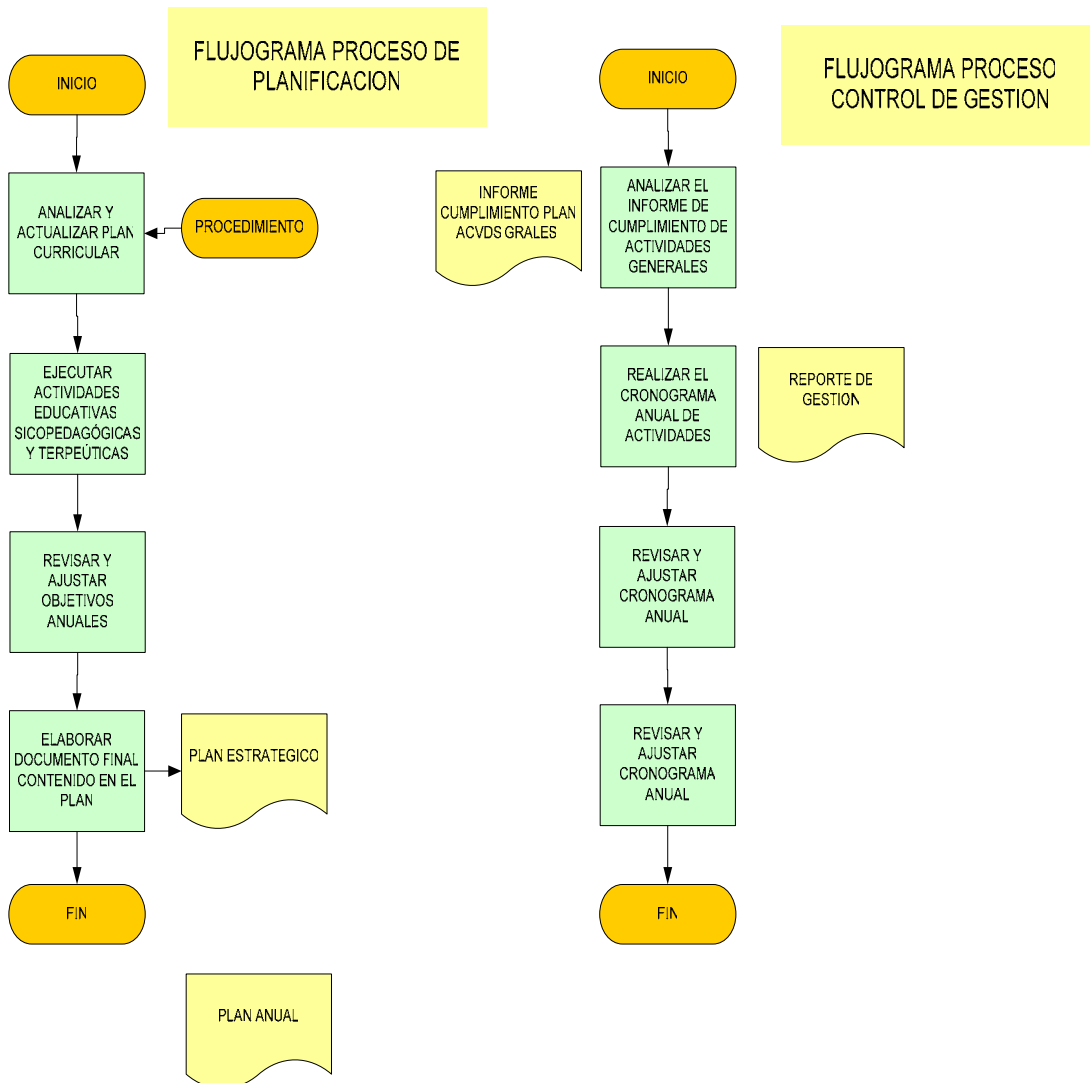 FLUJOGRAMA PROCESO DE
PLANIFICACION
INICIO
ANALIZAR Y
ACTUALIZAR PLAN
CURRICULAR
PROCEDIMIENTO
EJECUTAR
ACTIVIDADES
EDUCATIVAS
SICOPEDAGÓGICAS
Y TERPEÚTICAS
REVISAR Y
AJUSTAR
OBJETIVOS
ANUALES
ELABORAR
DOCUMENTO FINAL
CONTENIDO EN EL
PLAN
PLAN ESTRATEGICO
FIN
PLAN ANUAL
FLUJOGRAMA PROCESO
CONTROL DE GESTION
INICIO
INFORME
CUMPLIMIENTO PLAN
ACVDS GRALES
ANALIZAR EL
INFORME DE
CUMPLIMIENTO DE
ACTIVIDADES
GENERALES
REALIZAR EL
CRONOGRAMA
ANUAL DE
ACTIVIDADES
REPORTE DE
GESTION
REVISAR Y
AJUSTAR
CRONOGRAMA
ANUAL
REVISAR Y
AJUSTAR
CRONOGRAMA
ANUAL
FIN